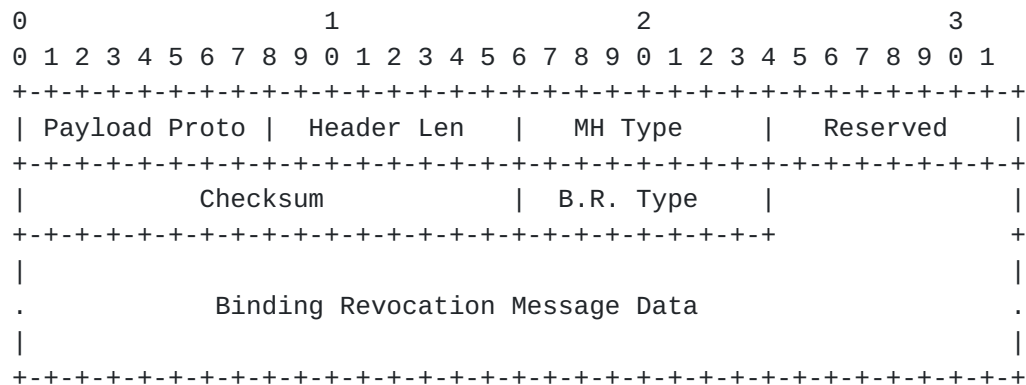 0                   1                   2                   3
0 1 2 3 4 5 6 7 8 9 0 1 2 3 4 5 6 7 8 9 0 1 2 3 4 5 6 7 8 9 0 1
+-+-+-+-+-+-+-+-+-+-+-+-+-+-+-+-+-+-+-+-+-+-+-+-+-+-+-+-+-+-+-+-+
| Payload Proto |  Header Len   |   MH Type     |   Reserved    |
+-+-+-+-+-+-+-+-+-+-+-+-+-+-+-+-+-+-+-+-+-+-+-+-+-+-+-+-+-+-+-+-+
|           Checksum            |  B.R. Type    |               |
+-+-+-+-+-+-+-+-+-+-+-+-+-+-+-+-+-+-+-+-+-+-+-+-+               +
|                                                               |
.            Binding Revocation Message Data                    .
|                                                               |
+-+-+-+-+-+-+-+-+-+-+-+-+-+-+-+-+-+-+-+-+-+-+-+-+-+-+-+-+-+-+-+-+